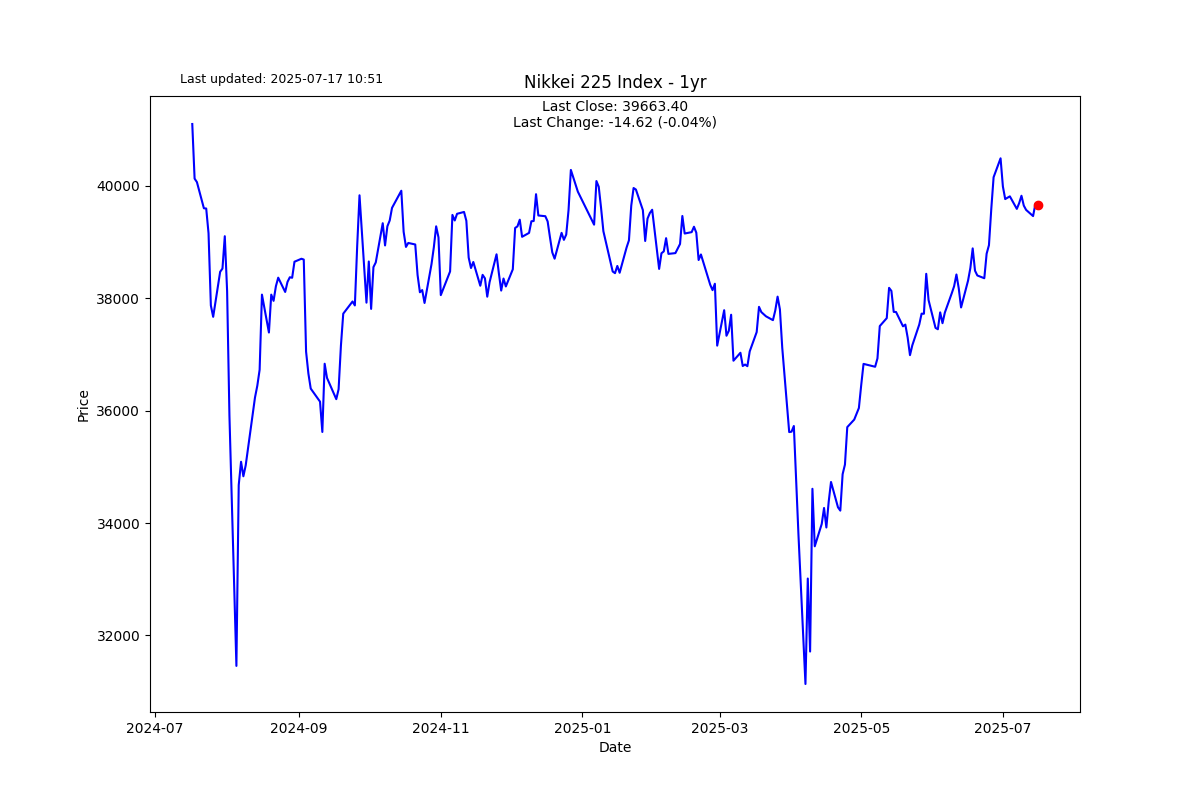 Last updated: 2025-07-17 10:51
Nikkei 225 Index - 1yr
Last Close: 39663.40
Last Change: -14.62 (-0.04%)
40000
38000
36000
34000
32000
Price
2024-07
2024-09
2024-11
2025-01
2025-03
2025-05
2025-07
Date